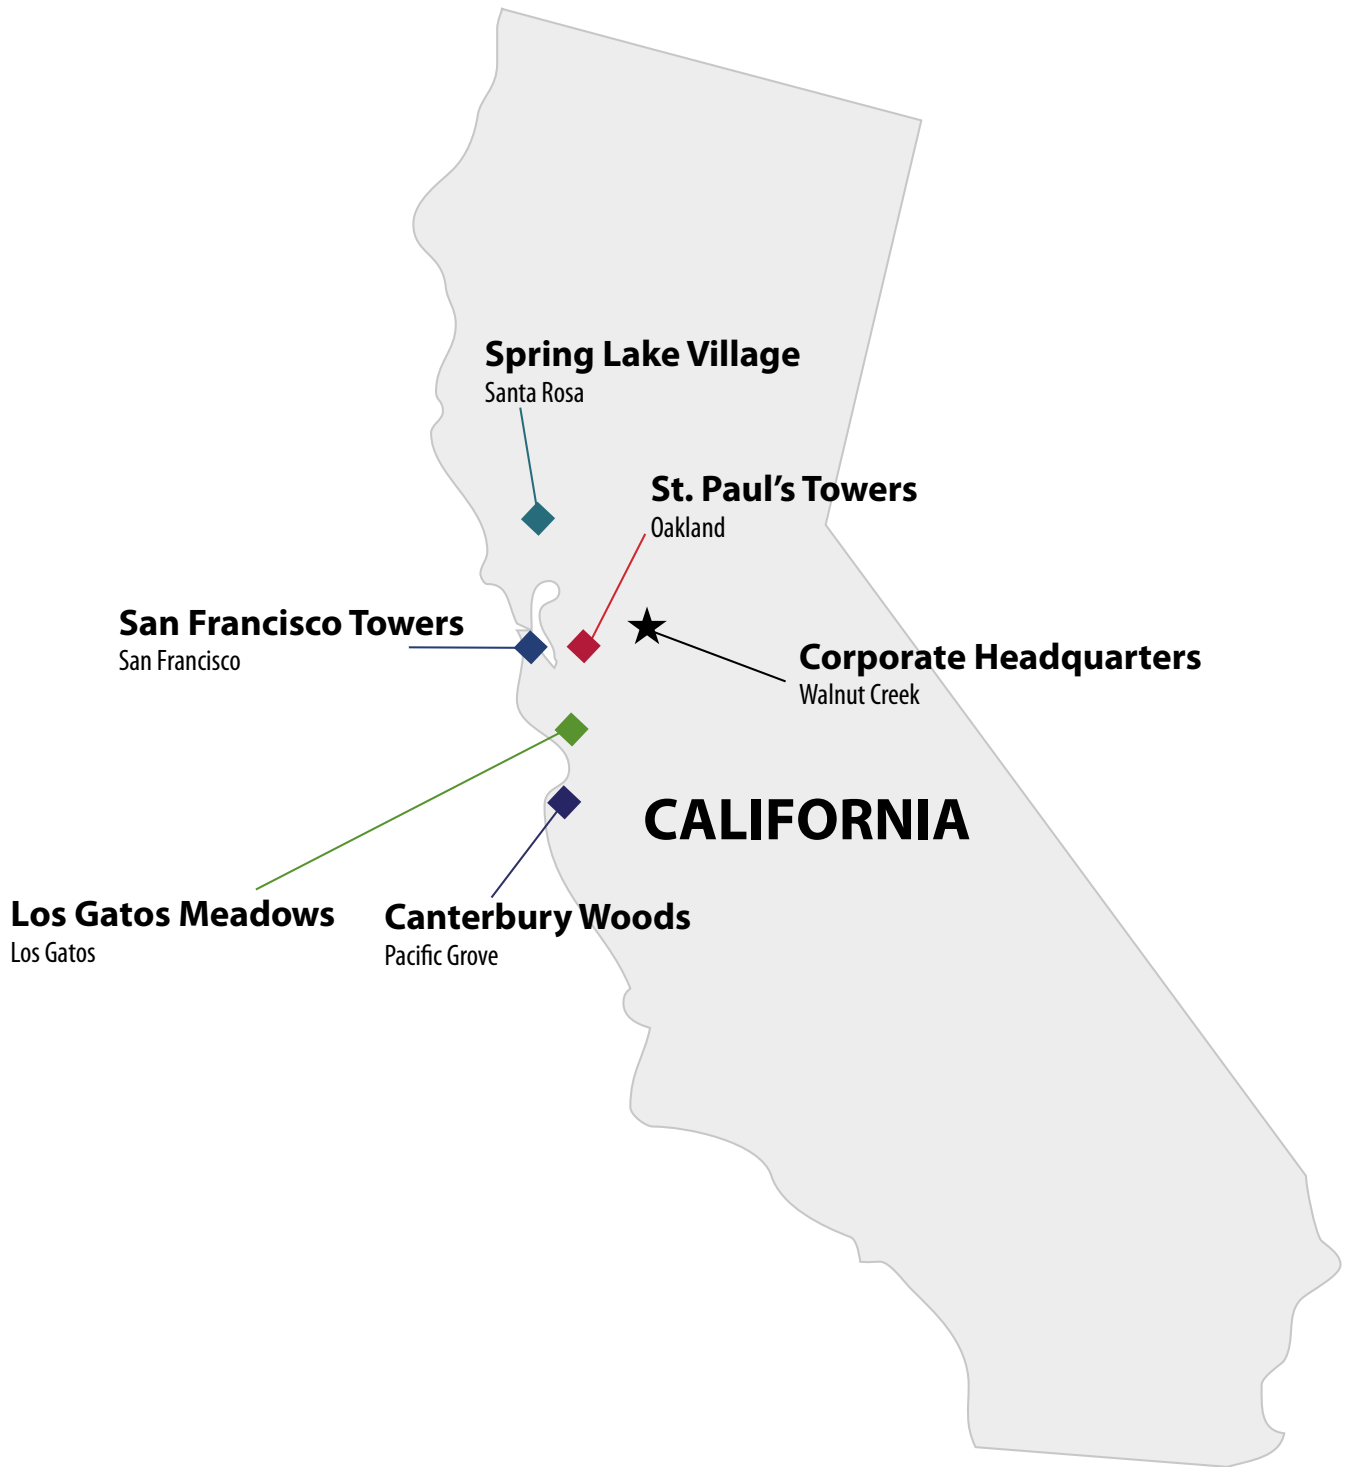 Spring Lake Village
Santa Rosa
St. Paul’s Towers
Oakland
San Francisco Towers
San Francisco
Corporate Headquarters
Walnut Creek
CALIFORNIA
Los Gatos Meadows
Los Gatos
Canterbury Woods
Pacific Grove